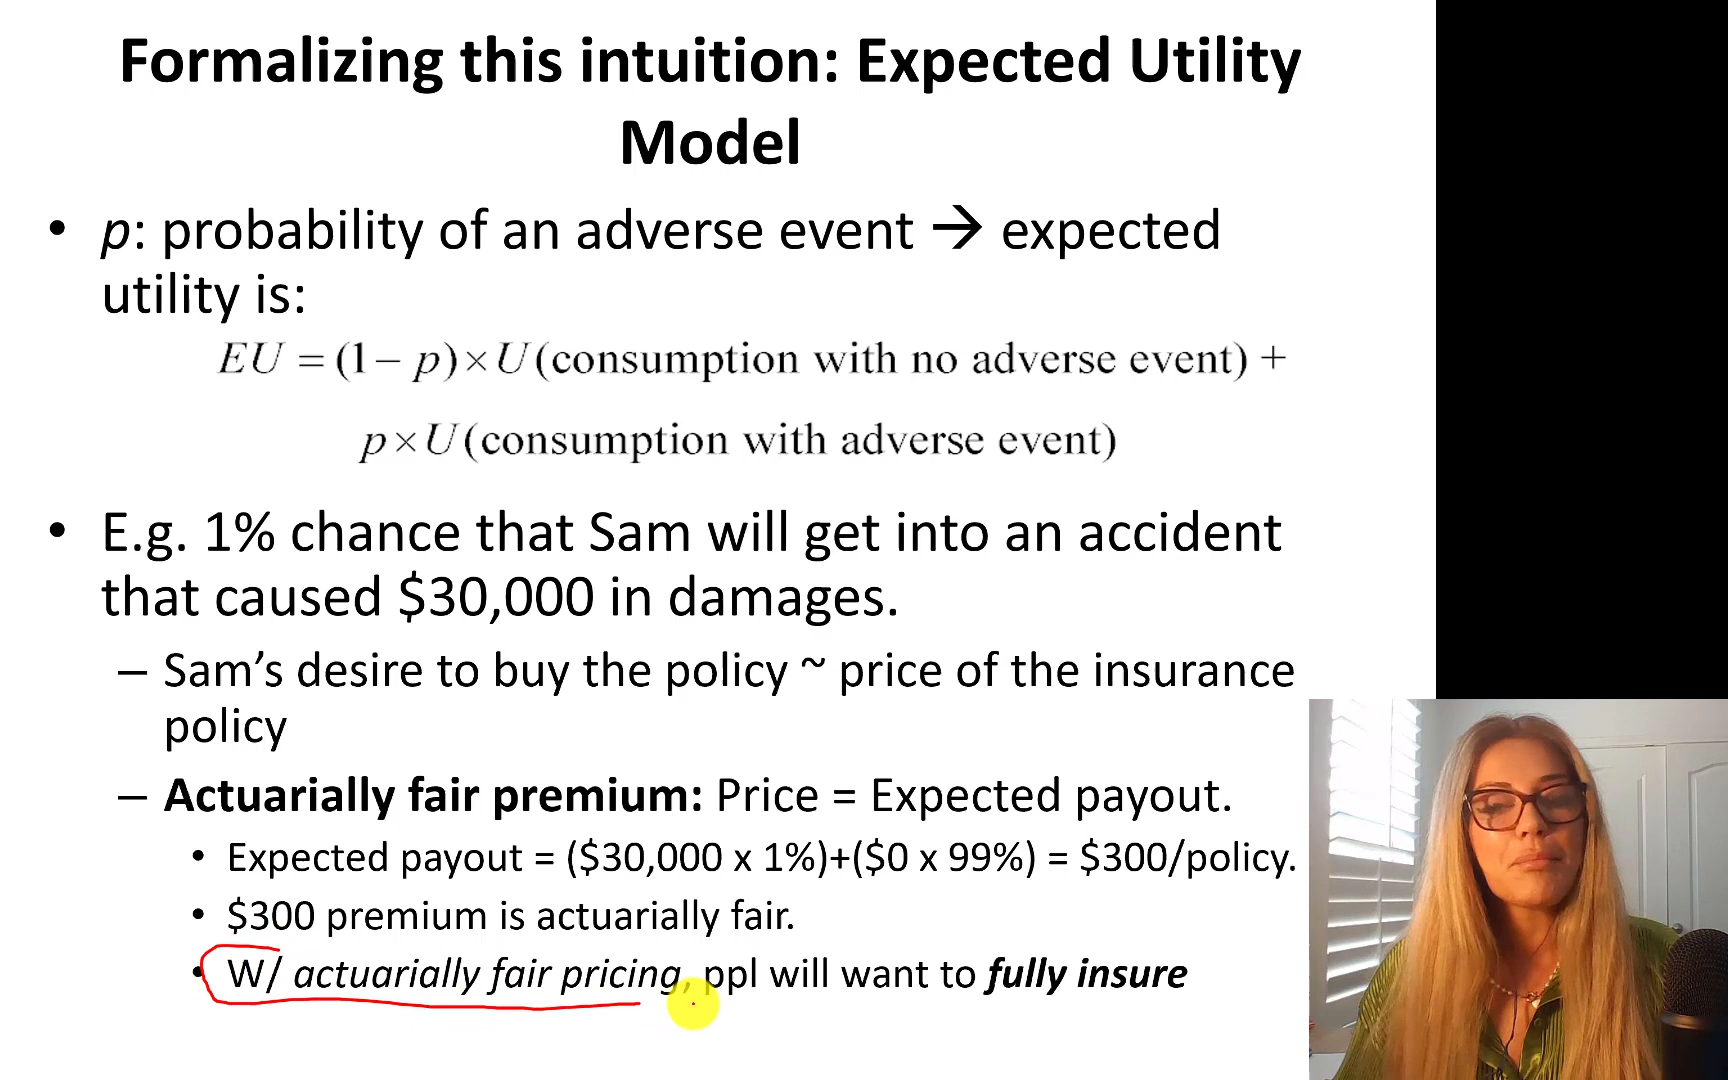 Formalizing this intuition: Expected Utility
Model
• p: probability of an adverse event → expected
utility is:
EU = (1 − p) × U (consumption with no adverse event) +
p × U (consumption with adverse event)
• E.g. 1% chance that Sam will get into an accident
that caused $30,000 in damages.
– Sam’s desire to buy the policy ~ price of the insurance
policy
– Actuarially fair premium: Price = Expected payout.
• Expected payout = ($30,000 x 1%)+($0 x 99%) = $300/policy.
• $300 premium is actuarially fair.
• W/ actuarially fair pricing, ppl will want to fully insure